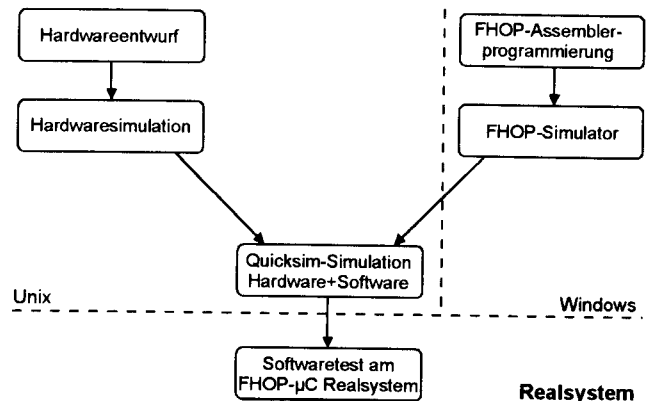 Hardwareentwurf
FHOP-Assembler-
programmierung
Hardwaresimulation
FHOP-Simulator
Quicksim-Simulation
Hardware+Software
Unix
Windows
Softwaretest am
FHOP-µC Realsystem
Realsystem